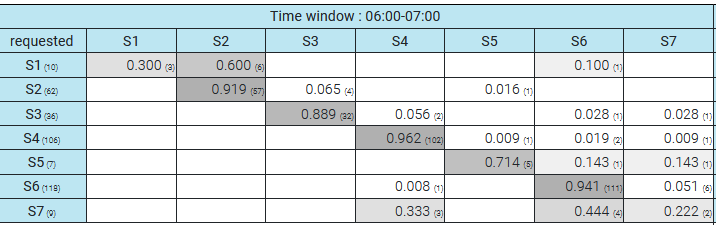 Time window : 06:00-07:00
requested S1 S2 S3 S4 S5 S6 S7
S1 (10) 0.300 (3) 0.600 (6) 0.100 (1)
S2 (62) 0.919 (57) 0.065 (4) 0.016 (1)
S3 (36) 0.889 (32) 0.056 (2) 0.028 (1) 0.028 (1)
S4 (106) 0.962 (102) 0.009 (1) 0.019 (2) 0.009 (1)
S5 (7) 0.714 (5) 0.143 (1) 0.143 (1)
S6 (118) 0.008 (1) 0.941 (111) 0.051 (6)
S7 (9) 0.333 (3) 0.444 (4) 0.222 (2)